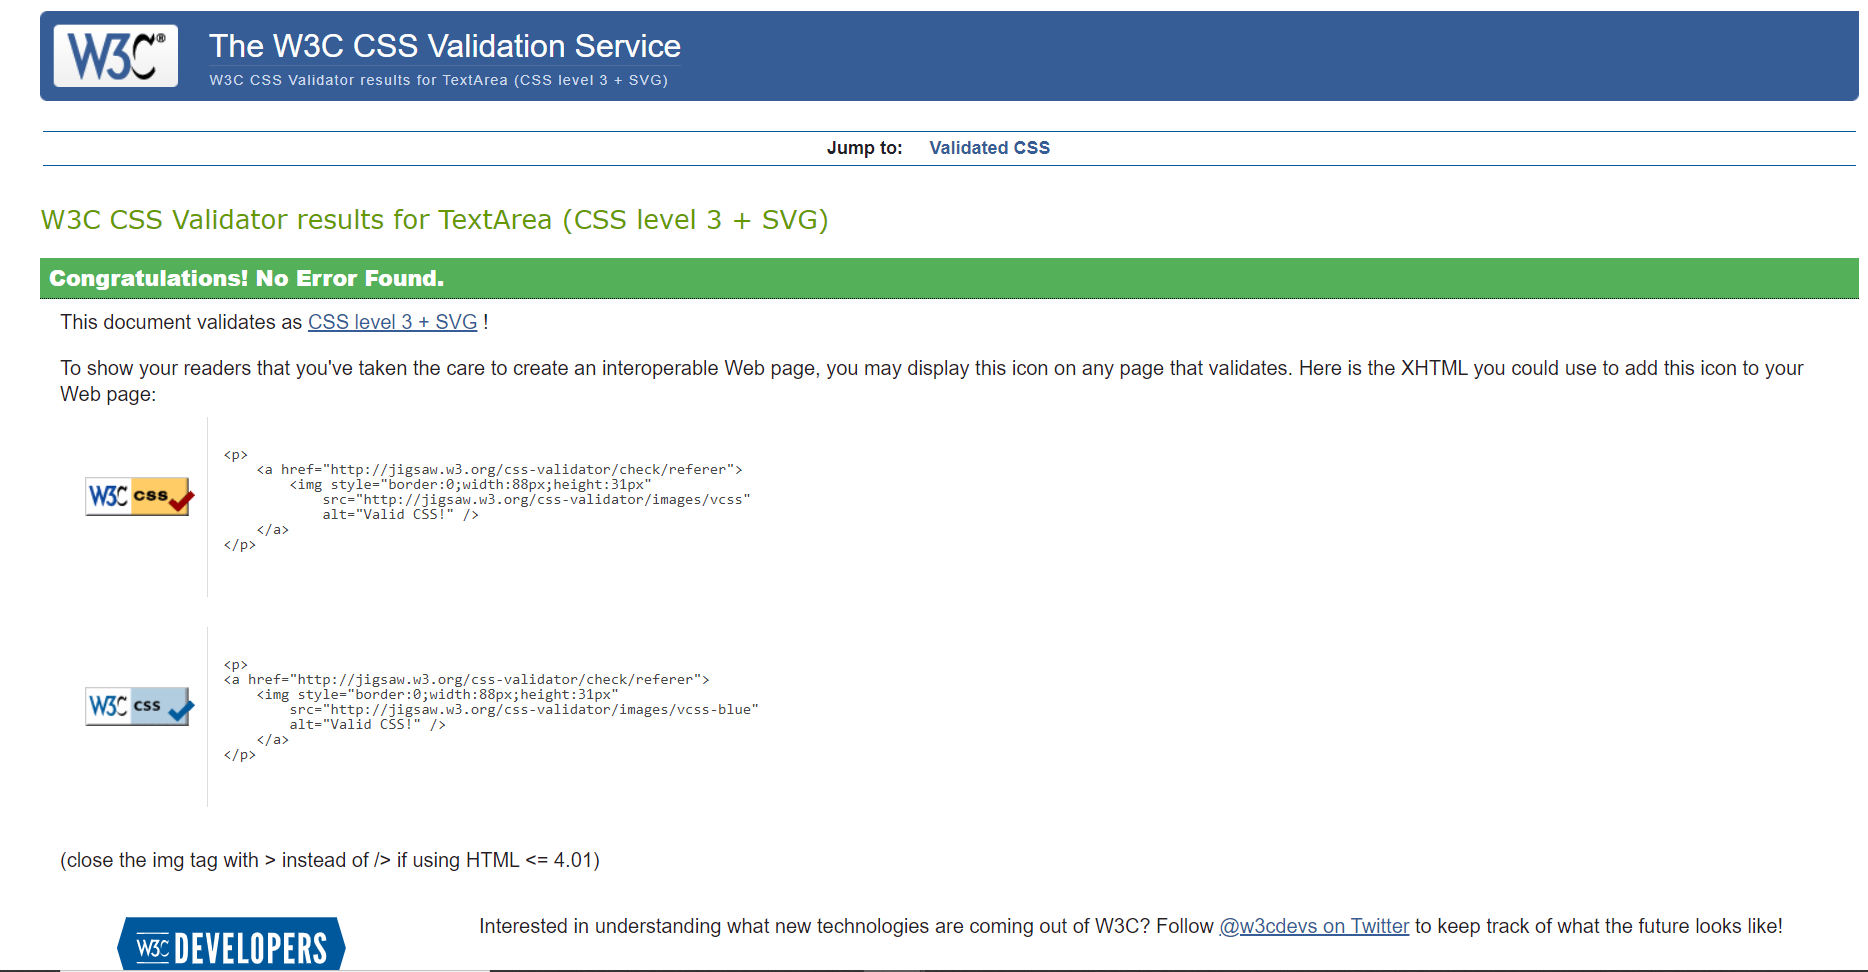 W3C®
The W3C CSS Validation Service
W3C CSS Validator results for TextArea (CSS level 3 + SVG)
Jump to: Validated CSS
W3C CSS Validator results for TextArea (CSS level 3 + SVG)
Congratulations! No Error Found.
This document validates as CSS level 3 + SVG !
To show your readers that you've taken the care to create an interoperable Web page, you may display this icon on any page that validates. Here is the XHTML you could use to add this icon to your
Web page:
W3C css
<p>
<a href="http://jigsaw.w3.org/css-validator/check/referer">
<img style="border:0;width:88px;height:31px"
src="http://jigsaw.w3.org/css-validator/images/vcss"
alt="Valid CSS!" />
</a>
</p>
W3C css
<p>
<a href="http://jigsaw.w3.org/css-validator/check/referer">
<img style="border:0;width:88px;height:31px"
src="http://jigsaw.w3.org/css-validator/images/vcss-blue"
alt="Valid CSS!" />
</a>
</p>
(close the img tag with > instead of /> if using HTML <= 4.01)
W3C DEVELOPERS
Interested in understanding what new technologies are coming out of W3C? Follow @w3cdevs on Twitter to keep track of what the future looks like!